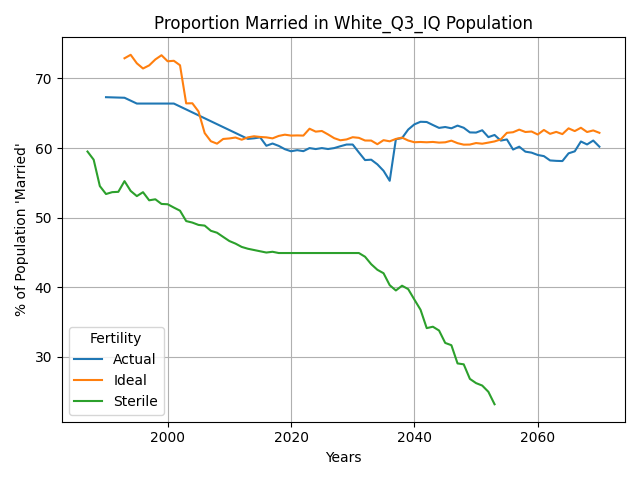 Proportion Married in White_Q3_IQ Population
% of Population 'Married'
70
60
50
40
30
Fertility
Actual
Ideal
Sterile
2000 2020 2040 2060
Years